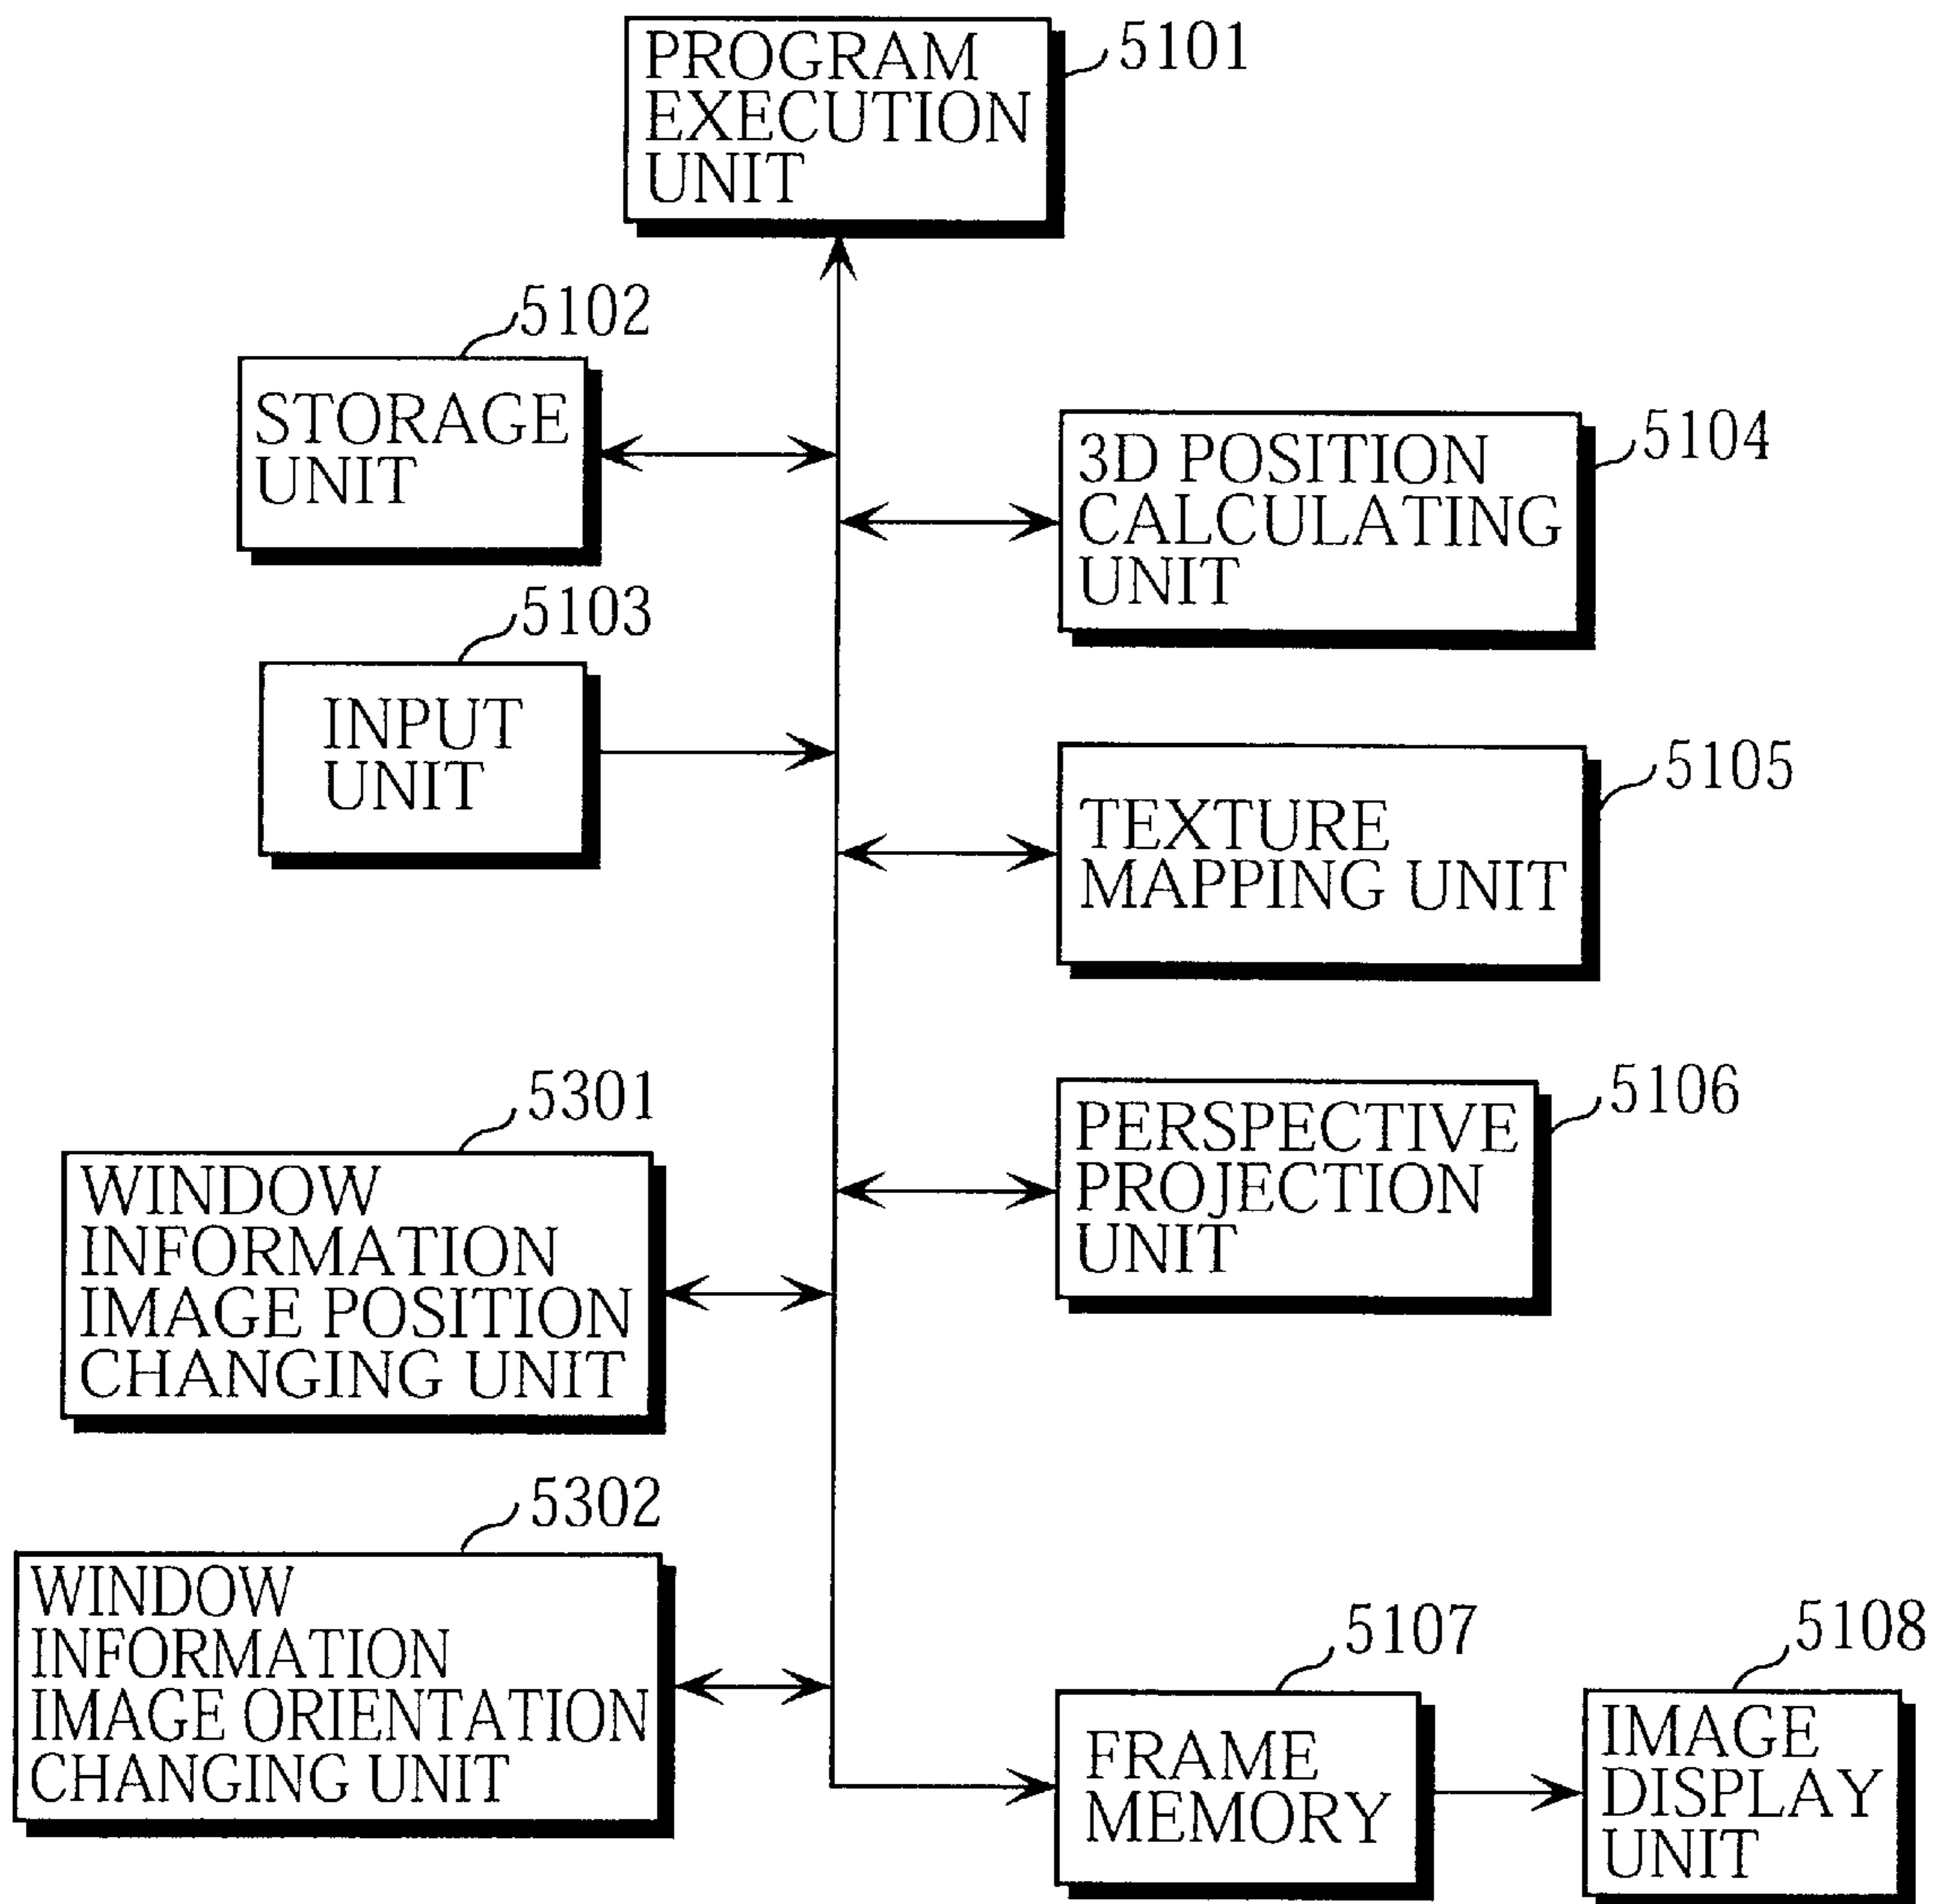 PROGRAM
EXECUTION
UNIT
5101
5102
STORAGE
UNIT
5104
3D POSITION
CALCULATING
UNIT
5103
INPUT
UNIT
5105
TEXTURE
MAPPING UNIT
5301
WINDOW
INFORMATION
IMAGE POSITION
CHANGING UNIT
5106
PERSPECTIVE
PROJECTION
UNIT
5302
WINDOW
INFORMATION
IMAGE ORIENTATION
CHANGING UNIT
5107
FRAME
MEMORY
5108
IMAGE
DISPLAY
UNIT